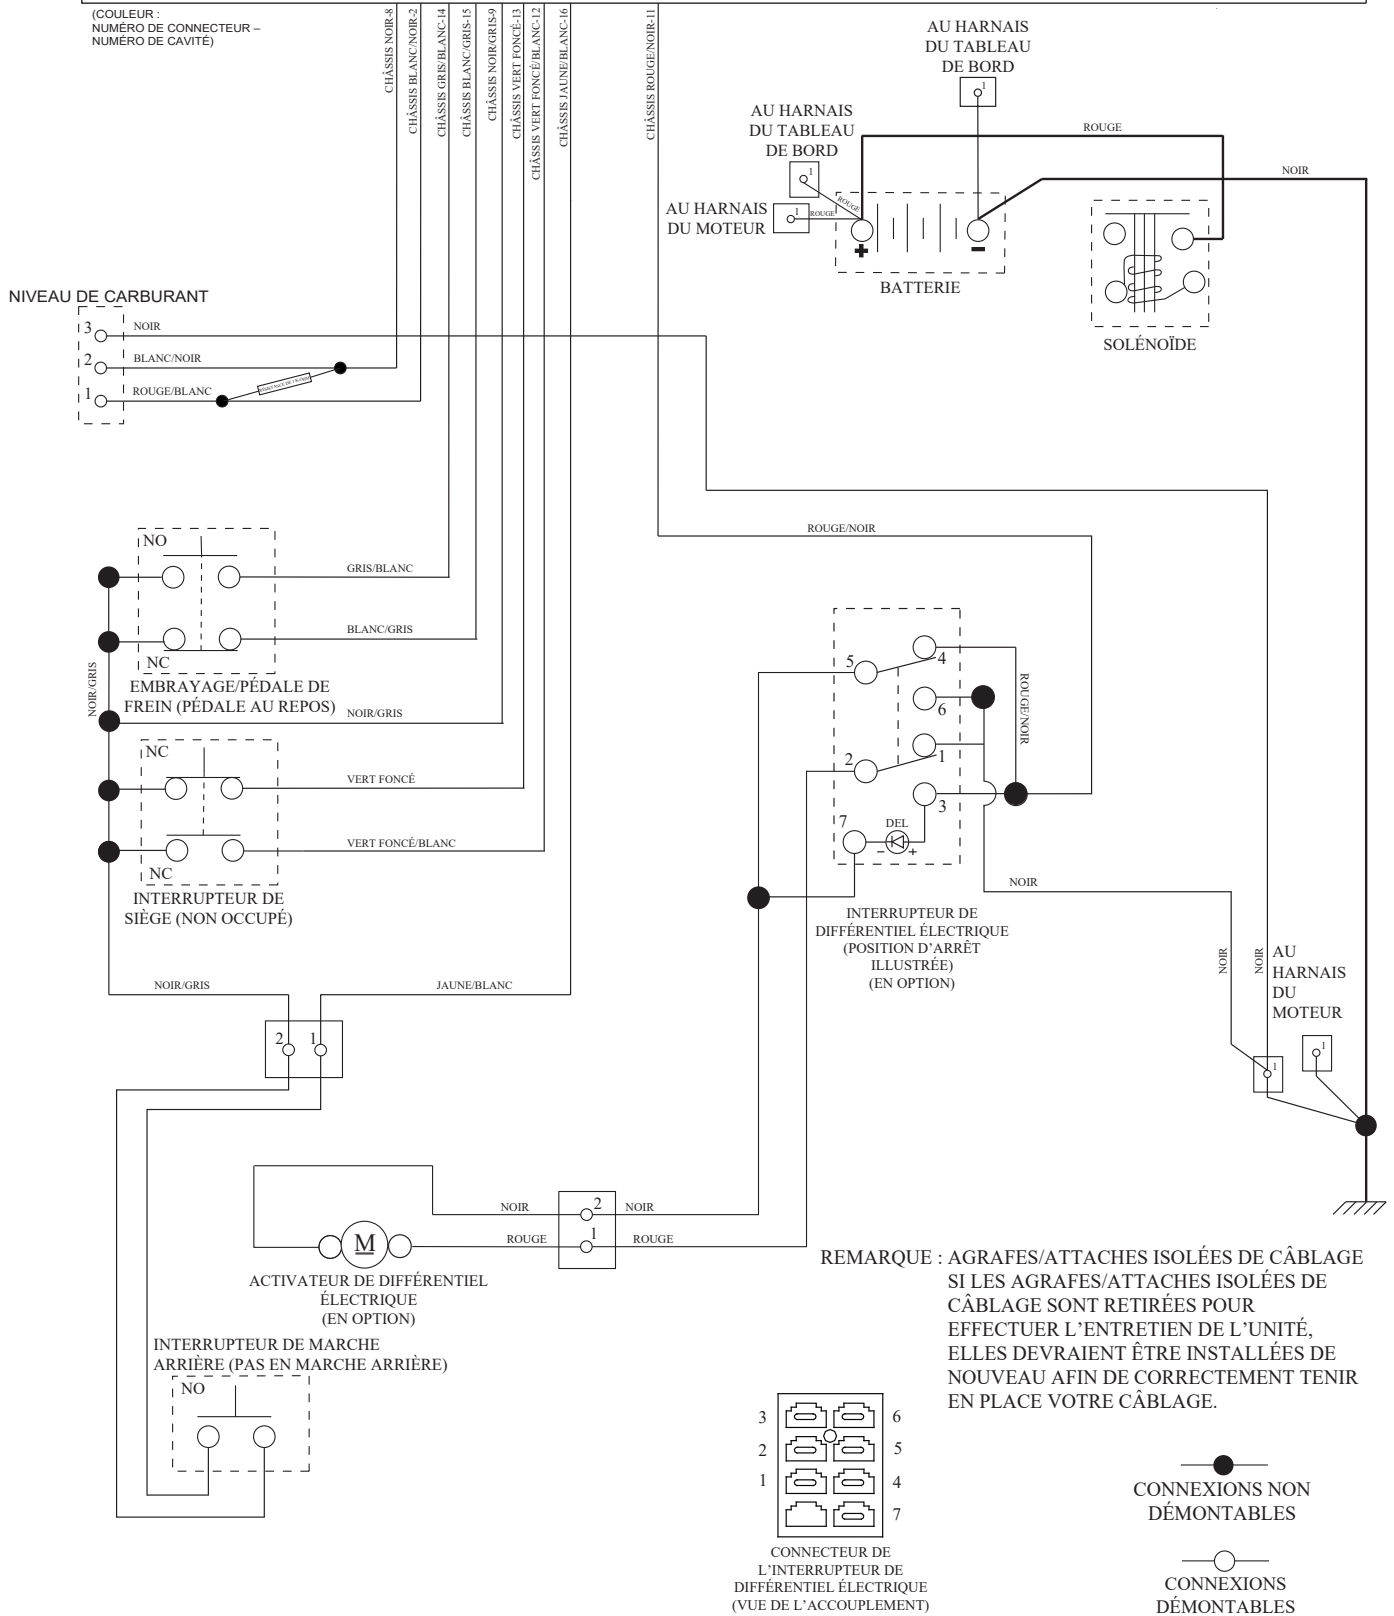 (COULEUR :
NUMÉRO DE CONNECTEUR –
NUMÉRO DE CAVITÉ)
CHÂSSIS NOIR-8
CHÂSSIS BLANC/NOIR-2
CHÂSSIS GRIS/BLANC-14
CHÂSSIS BLANC/GRIS-15
CHÂSSIS NOIR/GRIS-9
CHÂSSIS VERT FONCÉ-13
CHÂSSIS VERT FONCÉ/BLANC-12
CHÂSSIS JAUNE/BLANC-16
CHÂSSIS ROUGE/NOIR-11
AU HARNAIS
DU TABLEAU
DE BORD
1
AU HARNAIS
DU TABLEAU
DE BORD
1
ROUGE
AU HARNAIS
DU MOTEUR
1
ROUGE
ROUGE
NOIR
+
–
BATTERIE
SOLÉNOÏDE
NIVEAU DE CARBURANT
3
NOIR
2
BLANC/NOIR
1
ROUGE/BLANC
ROUGE/NOIR
NO
GRIS/BLANC
BLANC/GRIS
NC
NOIR/GRIS
EMBRAYAGE/PÉDALE DE
FREIN (PÉDALE AU REPOS)
NOIR/GRIS
NC
VERT FONCÉ
VERT FONCÉ/BLANC
NC
INTERRUPTEUR DE
SIÈGE (NON OCCUPÉ)
5
4
6
2
1
3
7
DEL
– +
ROUGE/NOIR
NOIR
INTERRUPTEUR DE
DIFFÉRENTIEL ÉLECTRIQUE
(POSITION D'ARRÊT
ILLUSTRÉE)
(EN OPTION)
NOIR
NOIR
AU
HARNAIS
DU
MOTEUR
1
1
NOIR/GRIS
JAUNE/BLANC
2 1
NOIR
2
NOIR
ROUGE
1
ROUGE
M
ACTIVATEUR DE DIFFÉRENTIEL
ÉLECTRIQUE
(EN OPTION)
INTERRUPTEUR DE MARCHE
ARRIÈRE (PAS EN MARCHE ARRIÈRE)
NO
REMARQUE : AGRAFES/ATTACHES ISOLÉES DE CÂBLAGE
SI LES AGRAFES/ATTACHES ISOLÉES DE
CÂBLAGE SONT RETIRÉES POUR
EFFECTUER L'ENTRETIEN DE L'UNITÉ,
ELLES DEVRAIENT ÊTRE INSTALLÉES DE
NOUVEAU AFIN DE CORRECTEMENT TENIR
EN PLACE VOTRE CÂBLAGE.
3 6
2 5
1 4
7
CONNECTEUR DE
L'INTERRUPTEUR DE
DIFFÉRENTIEL ÉLECTRIQUE
(VUE DE L'ACCOUPLEMENT)
CONNEXIONS NON
DÉMONTABLES
CONNEXIONS
DÉMONTABLES